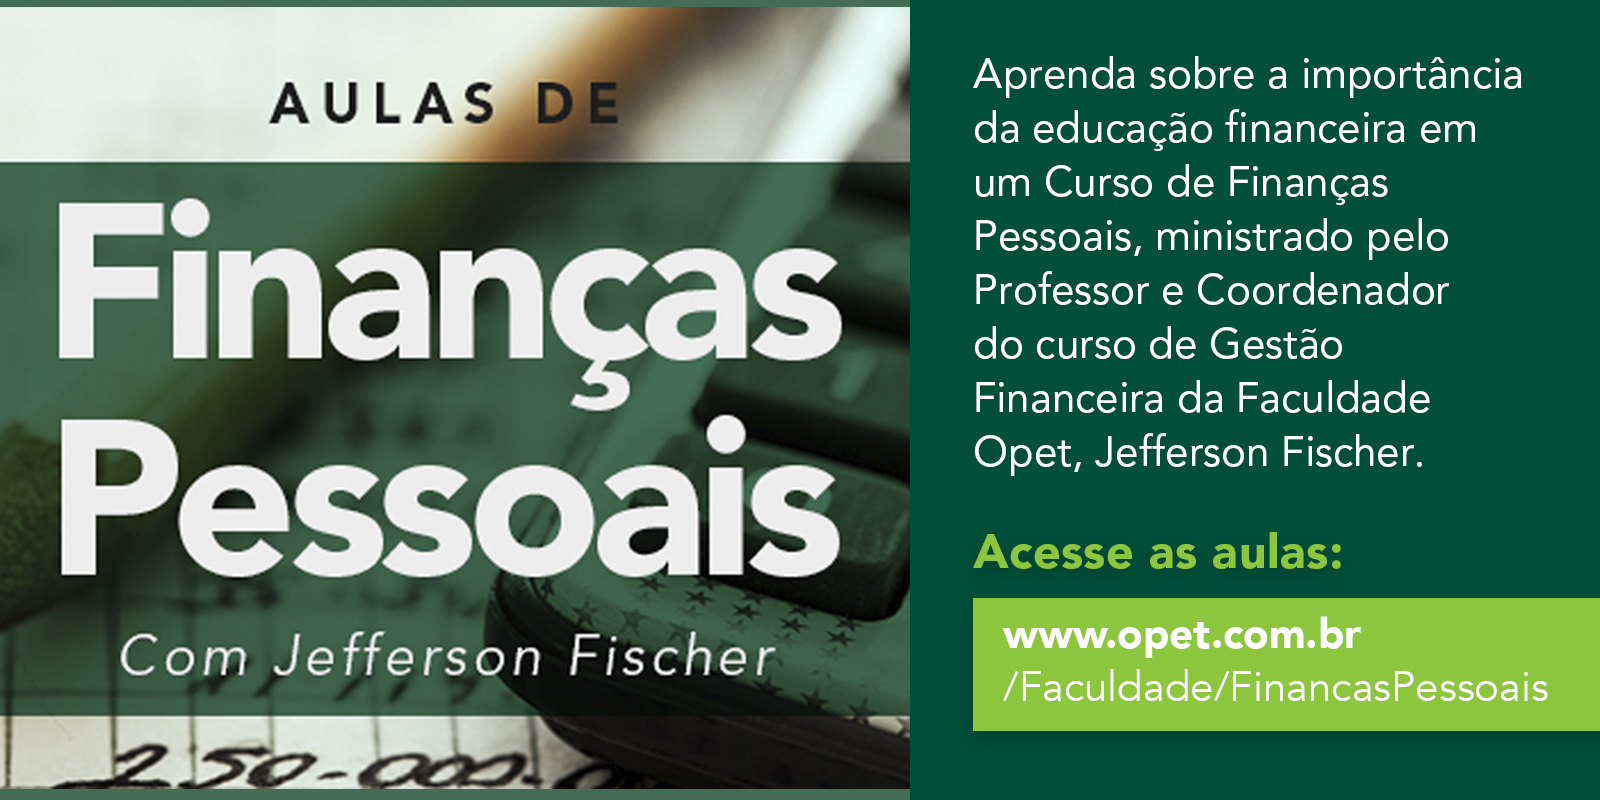 AULAS DE
Finanças
Pessoais
Com Jefferson Fischer
250-000
Aprenda sobre a importância
da educação financeira em
um Curso de Finanças
Pessoais, ministrado pelo
Professor e Coordenador
do curso de Gestão
Financeira da Faculdade
Opet, Jefferson Fischer.
Acesse as aulas:
www.opet.com.br
/Faculdade/FinancasPessoais